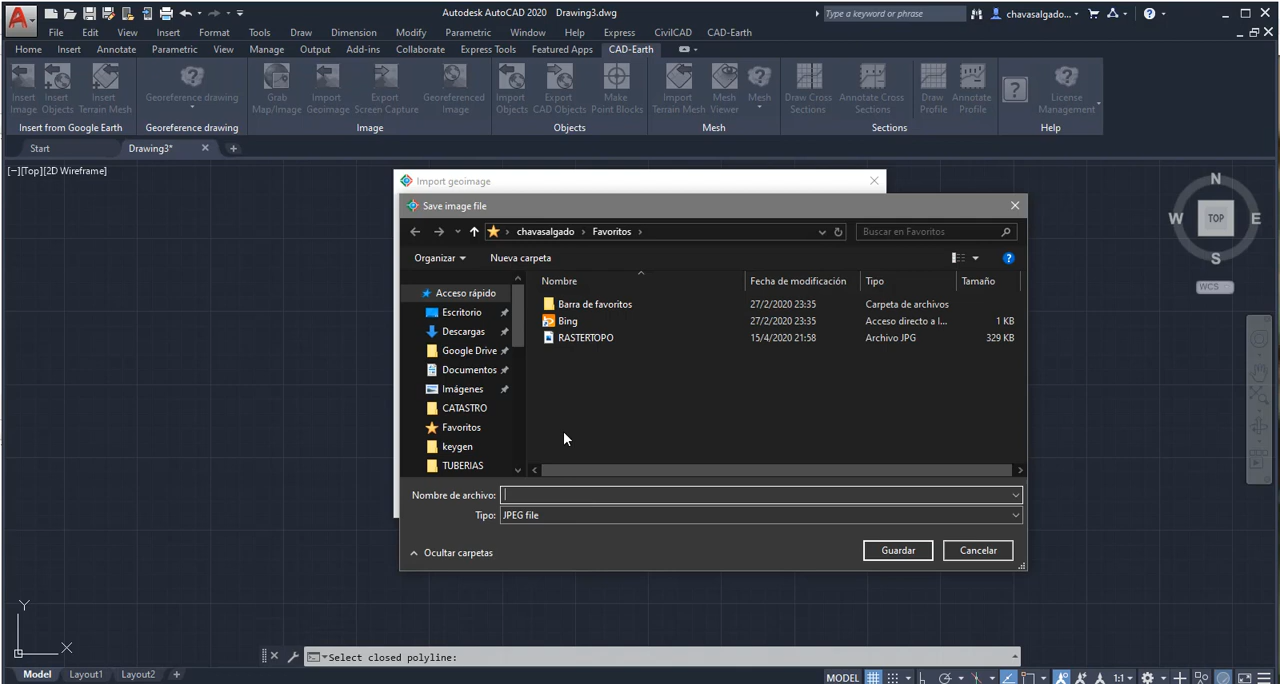 Autodesk AutoCAD 2020 Drawing3.dwg
Type a keyword or phrase
chavasalgado...
File Edit View Insert Format Tools Draw Dimension Modify Parametric Window Help Express CivilCAD CAD-Earth
Home Insert Annotate Parametric View Manage Output Add-ins Collaborate Express Tools Featured Apps CAD-Earth
Insert Image
Insert Objects
Insert Terrain Mesh
Georeference drawing
Grab Map/Image
Import Geoimage
Export Screen Capture
Georeferenced Image
Import Objects
Export CAD Objects
Make Point Blocks
Import Terrain Mesh
Mesh Viewer
Mesh
Draw Cross Sections
Annotate Cross Sections
Draw Profile
Annotate Profile
License Management
Insert from Google Earth Georeference drawing Image Objects Mesh Sections Help
Start Drawing3*
[−][Top][2D Wireframe]
N
W TOP E
S
WCS
Import geoimage
Save image file
chavasalgado › Favoritos ›
Buscar en Favoritos
Organizar Nueva carpeta
Nombre Fecha de modificación Tipo Tamaño
Acceso rápido
Escritorio
Descargas
Google Drive
Documentos
Imágenes
CATASTRO
Favoritos
keygen
TUBERIAS
Barra de favoritos 27/2/2020 23:35 Carpeta de archivos
Bing 27/2/2020 23:35 Acceso directo a l... 1 KB
RASTERTOPO 15/4/2020 21:58 Archivo JPG 329 KB
Nombre de archivo:
Tipo: JPEG file
Ocultar carpetas
Guardar Cancelar
Y
X
Select closed polyline:
Model Layout1 Layout2 +
MODEL 1:1